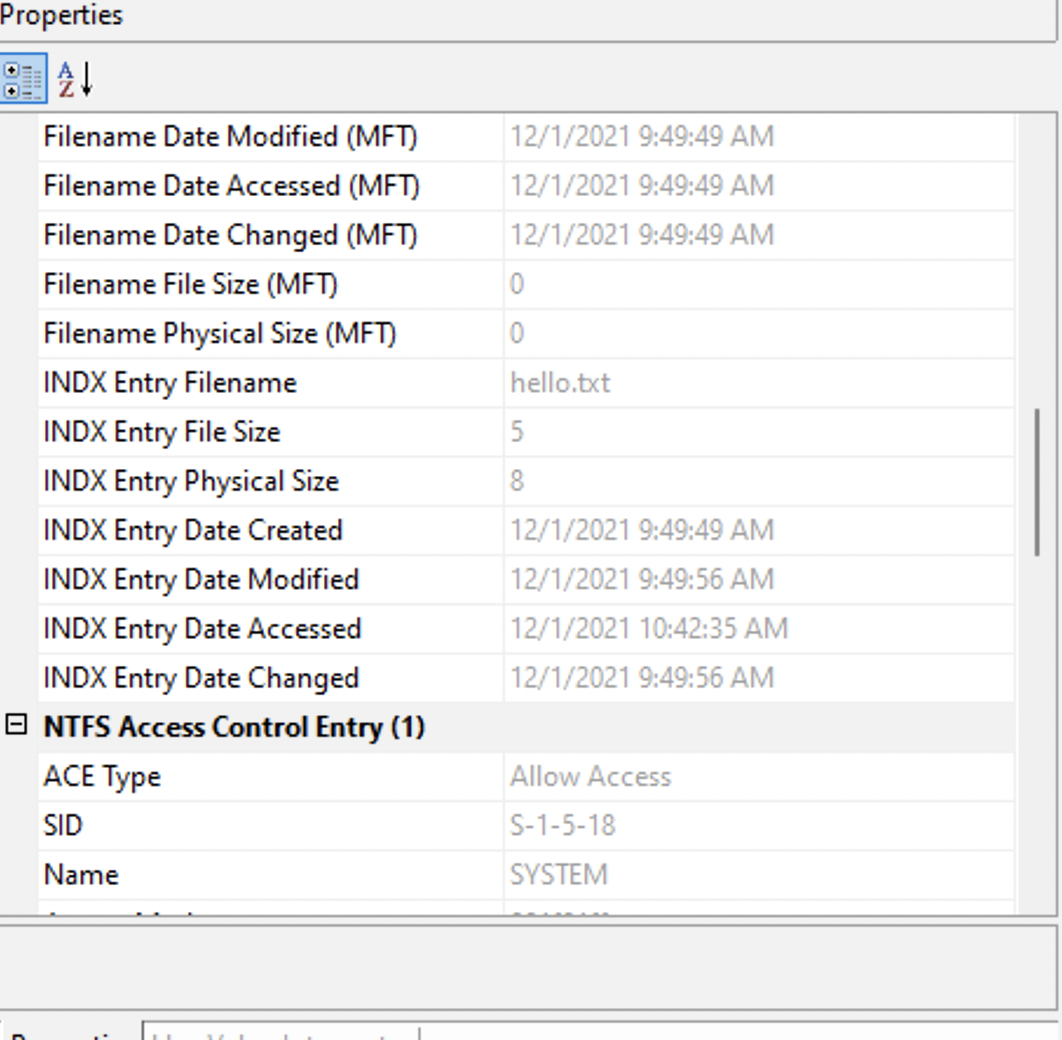 Properties
Filename Date Modified (MFT) 12/1/2021 9:49:49 AM
Filename Date Accessed (MFT) 12/1/2021 9:49:49 AM
Filename Date Changed (MFT) 12/1/2021 9:49:49 AM
Filename File Size (MFT) 0
Filename Physical Size (MFT) 0
INDX Entry Filename hello.txt
INDX Entry File Size 5
INDX Entry Physical Size 8
INDX Entry Date Created 12/1/2021 9:49:49 AM
INDX Entry Date Modified 12/1/2021 9:49:56 AM
INDX Entry Date Accessed 12/1/2021 10:42:35 AM
INDX Entry Date Changed 12/1/2021 9:49:56 AM
NTFS Access Control Entry (1)
ACE Type Allow Access
SID S-1-5-18
Name SYSTEM